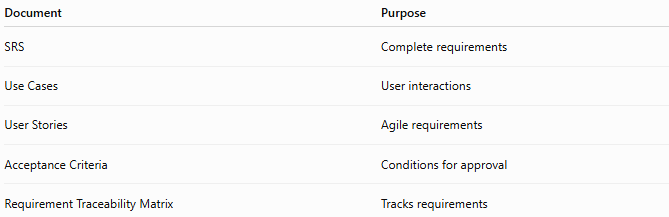 Document Purpose
SRS Complete requirements
Use Cases User interactions
User Stories Agile requirements
Acceptance Criteria Conditions for approval
Requirement Traceability Matrix Tracks requirements